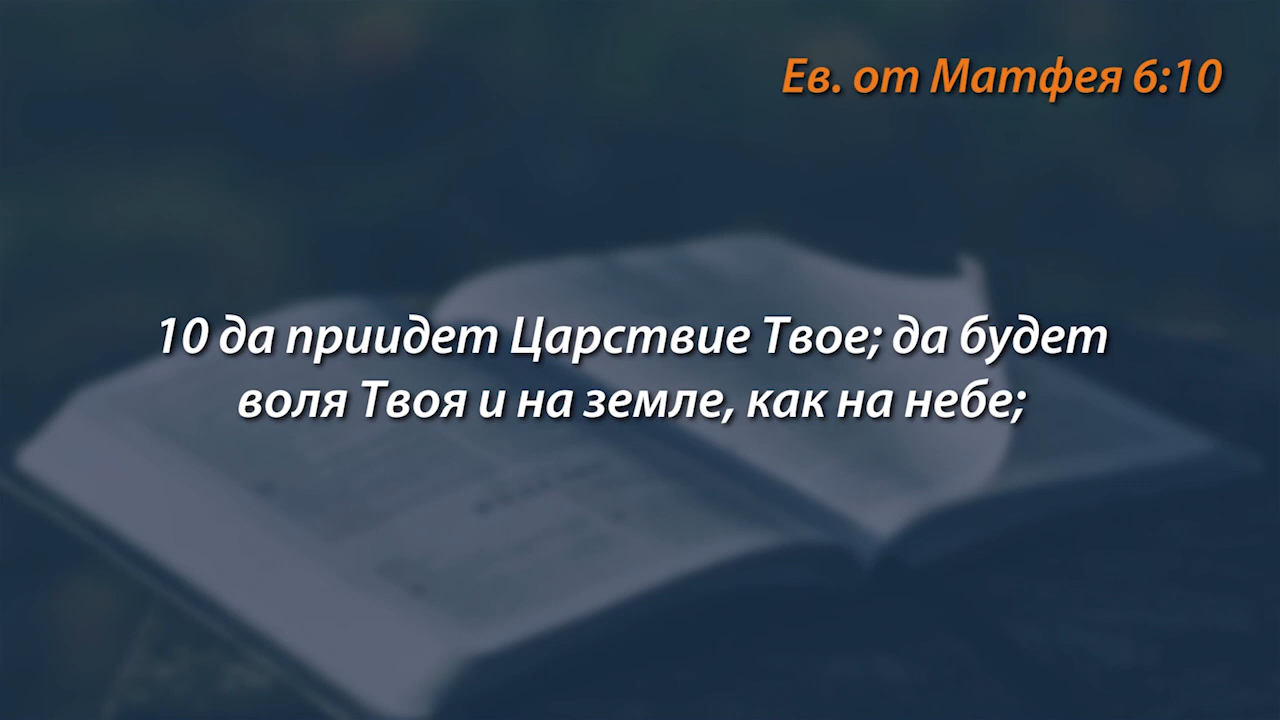 Ев. от Матфея 6:10
10 да приидет Царствие Твое; да будет
воля Твоя и на земле, как на небе;